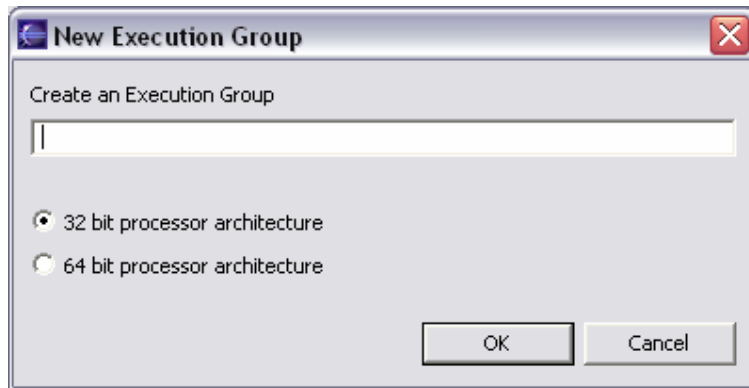 New Execution Group
Create an Execution Group
32 bit processor architecture
64 bit processor architecture
OK Cancel